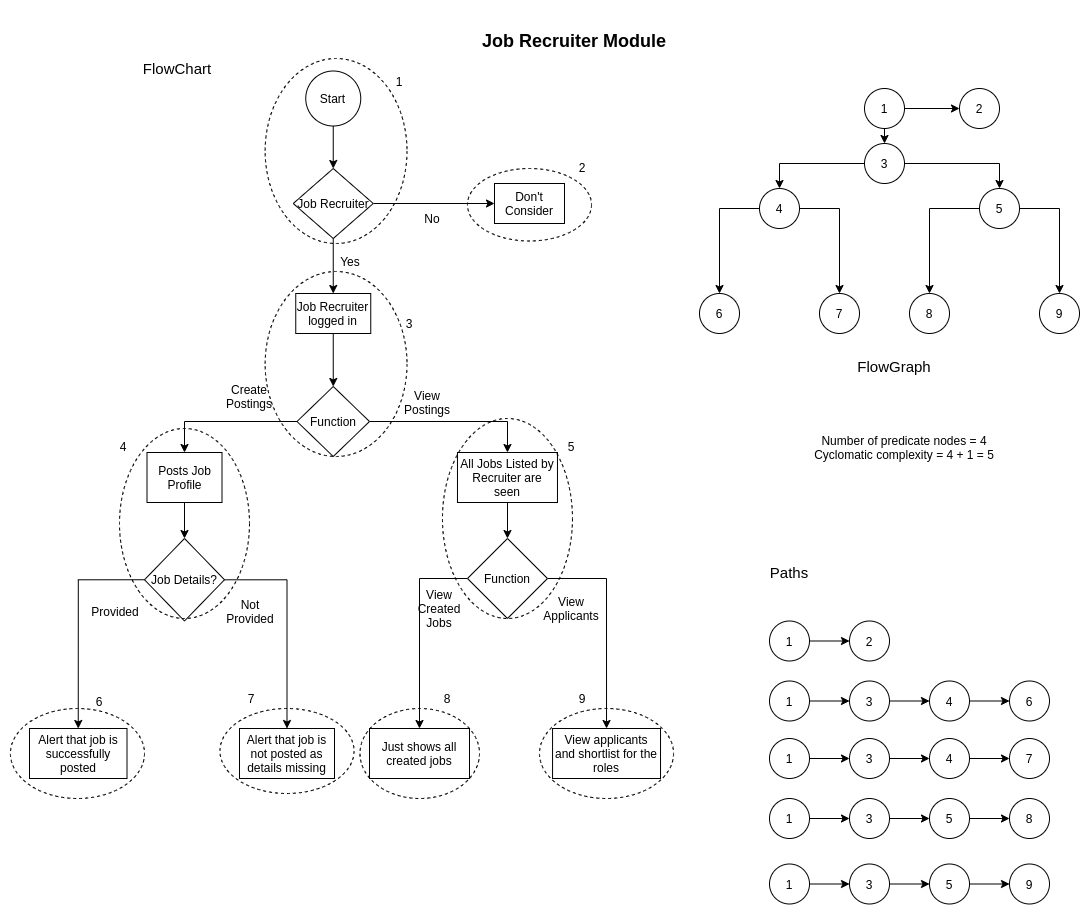 Job Recruiter Module
FlowChart
1
Start
Job Recruiter
No
2
Don't
Consider
Yes
Job Recruiter
logged in
3
Function
Create
Postings
View
Postings
4
Posts Job
Profile
Job Details?
Provided
Not
Provided
5
All Jobs Listed by
Recruiter are
seen
Function
View
Created
Jobs
View
Applicants
6
Alert that job is
successfully
posted
7
Alert that job is
not posted as
details missing
8
Just shows all
created jobs
9
View applicants
and shortlist for the
roles
1
2
3
4
5
6
7
8
9
FlowGraph
Number of predicate nodes = 4
Cyclomatic complexity = 4 + 1 = 5
Paths
1 2
1 3 4 6
1 3 4 7
1 3 5 8
1 3 5 9